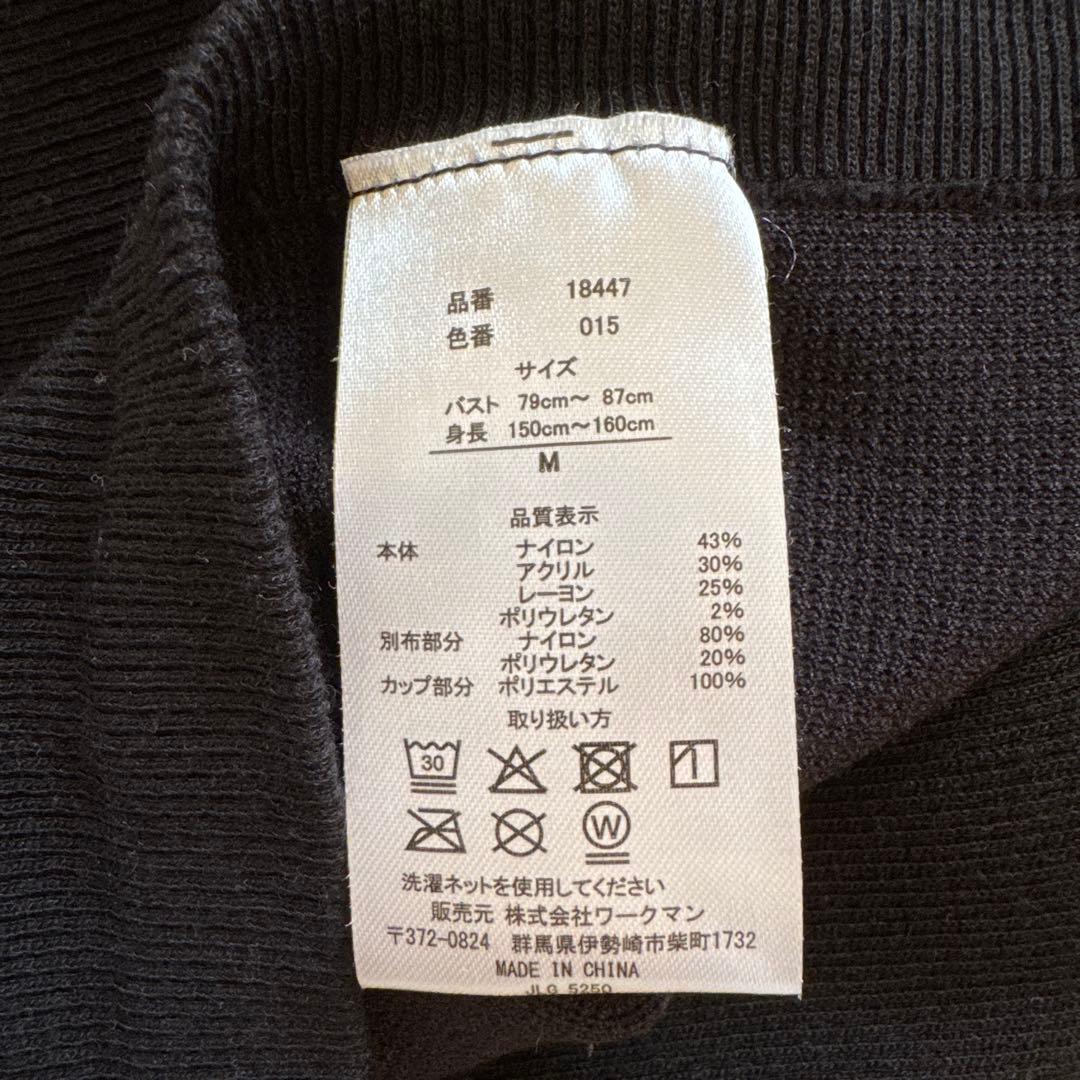 品番 18447
色番 015
サイズ
バスト 79cm～ 87cm
身長 150cm～160cm
M
品質表示
本体 ナイロン 43%
アクリル 30%
レーヨン 25%
ポリウレタン 2%
別布部分 ナイロン 80%
ポリウレタン 20%
カップ部分 ポリエステル 100%
取り扱い方
30
W
洗濯ネットを使用してください
販売元 株式会社ワークマン
〒372-0824 群馬県伊勢崎市柴町1732
MADE IN CHINA